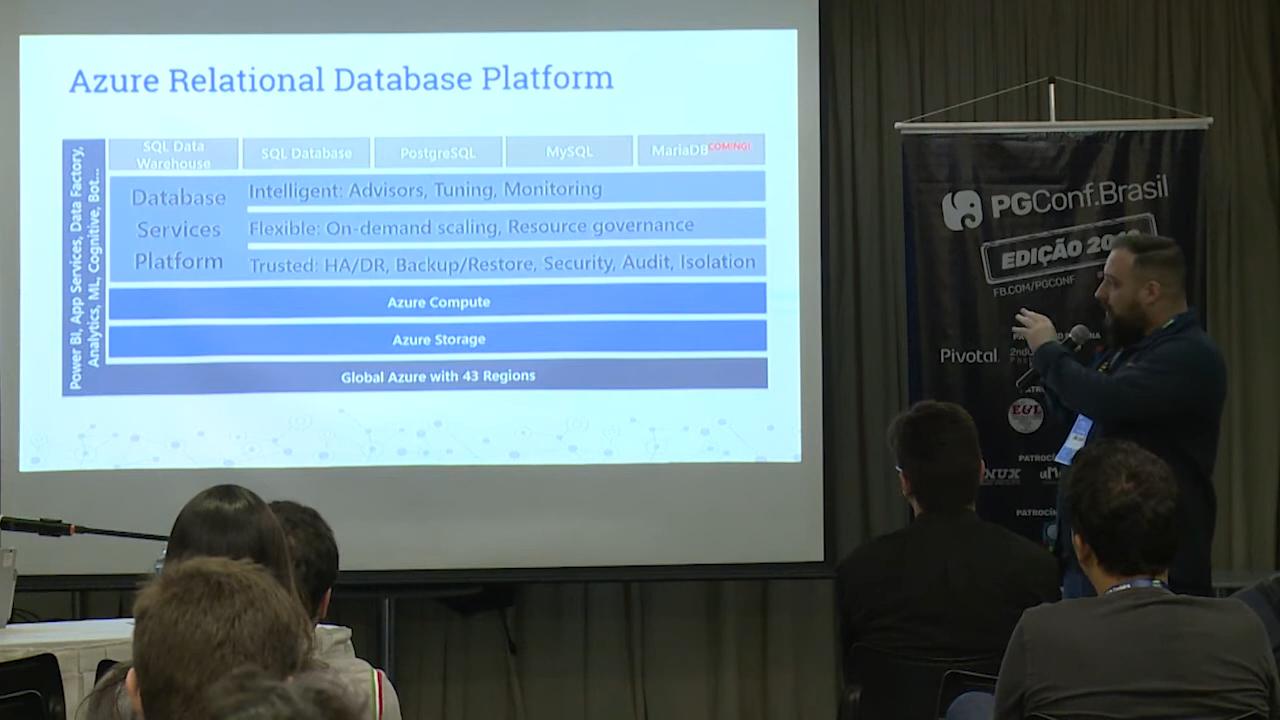 Azure Relational Database Platform
Power BI, App Services, Data Factory,
Analytics, ML, Cognitive, Bot...
SQL Data
Warehouse
SQL Database
PostgreSQL
MySQL
MariaDB COMING!
Database
Services
Platform
Intelligent: Advisors, Tuning, Monitoring
Flexible: On-demand scaling, Resource governance
Trusted: HA/DR, Backup/Restore, Security, Audit, Isolation
Azure Compute
Azure Storage
Global Azure with 43 Regions
PGConf.Brasil
EDIÇÃO
FB.COM/PGCONF
Pivotal
E&L